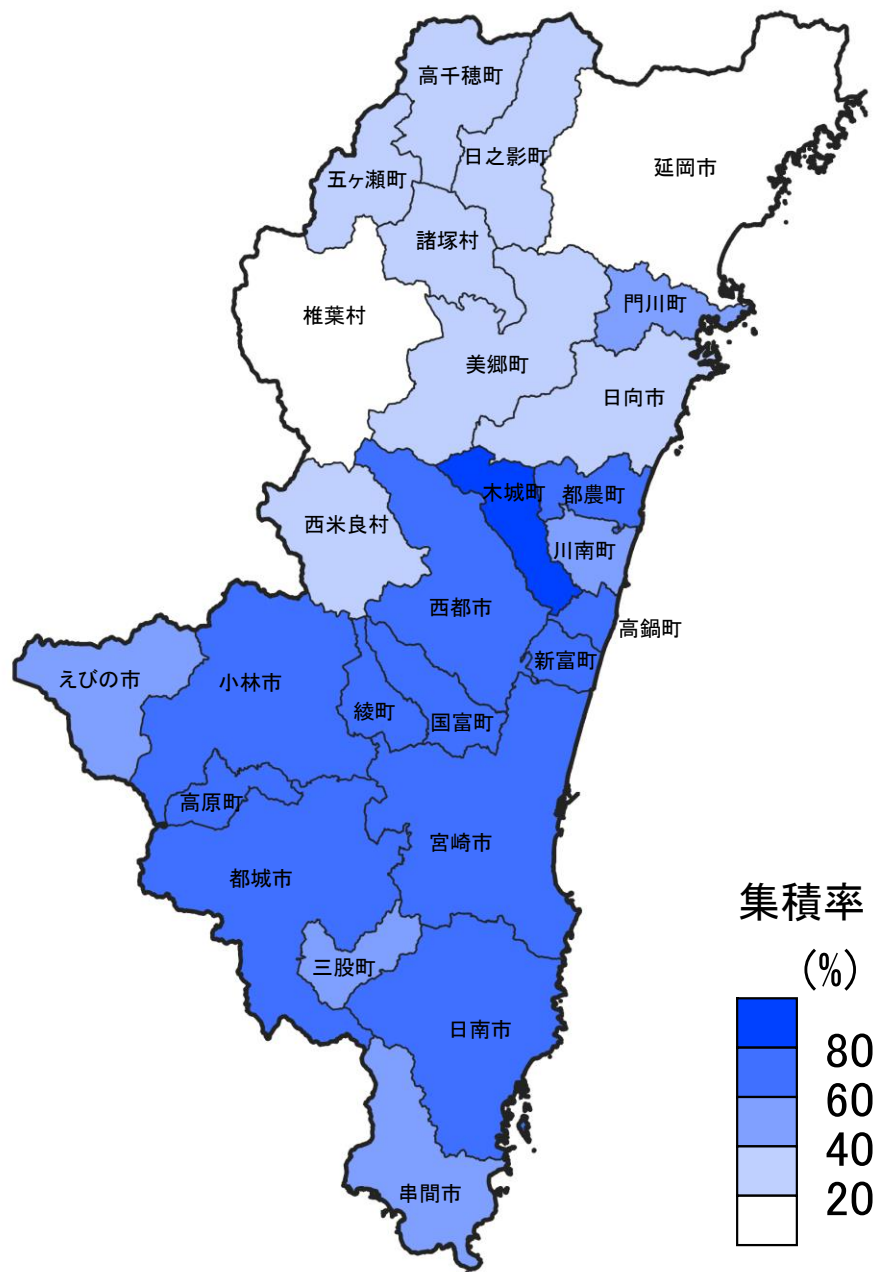 高千穂町
日之影町
延岡市
五ヶ瀬町
諸塚村
門川町
椎葉村
美郷町
日向市
木城町
都農町
西米良村
川南町
西都市
高鍋町
新富町
えびの市
小林市
綾町
国富町
高原町
宮崎市
都城市
三股町
日南市
串間市
集積率
(%)
80
60
40
20